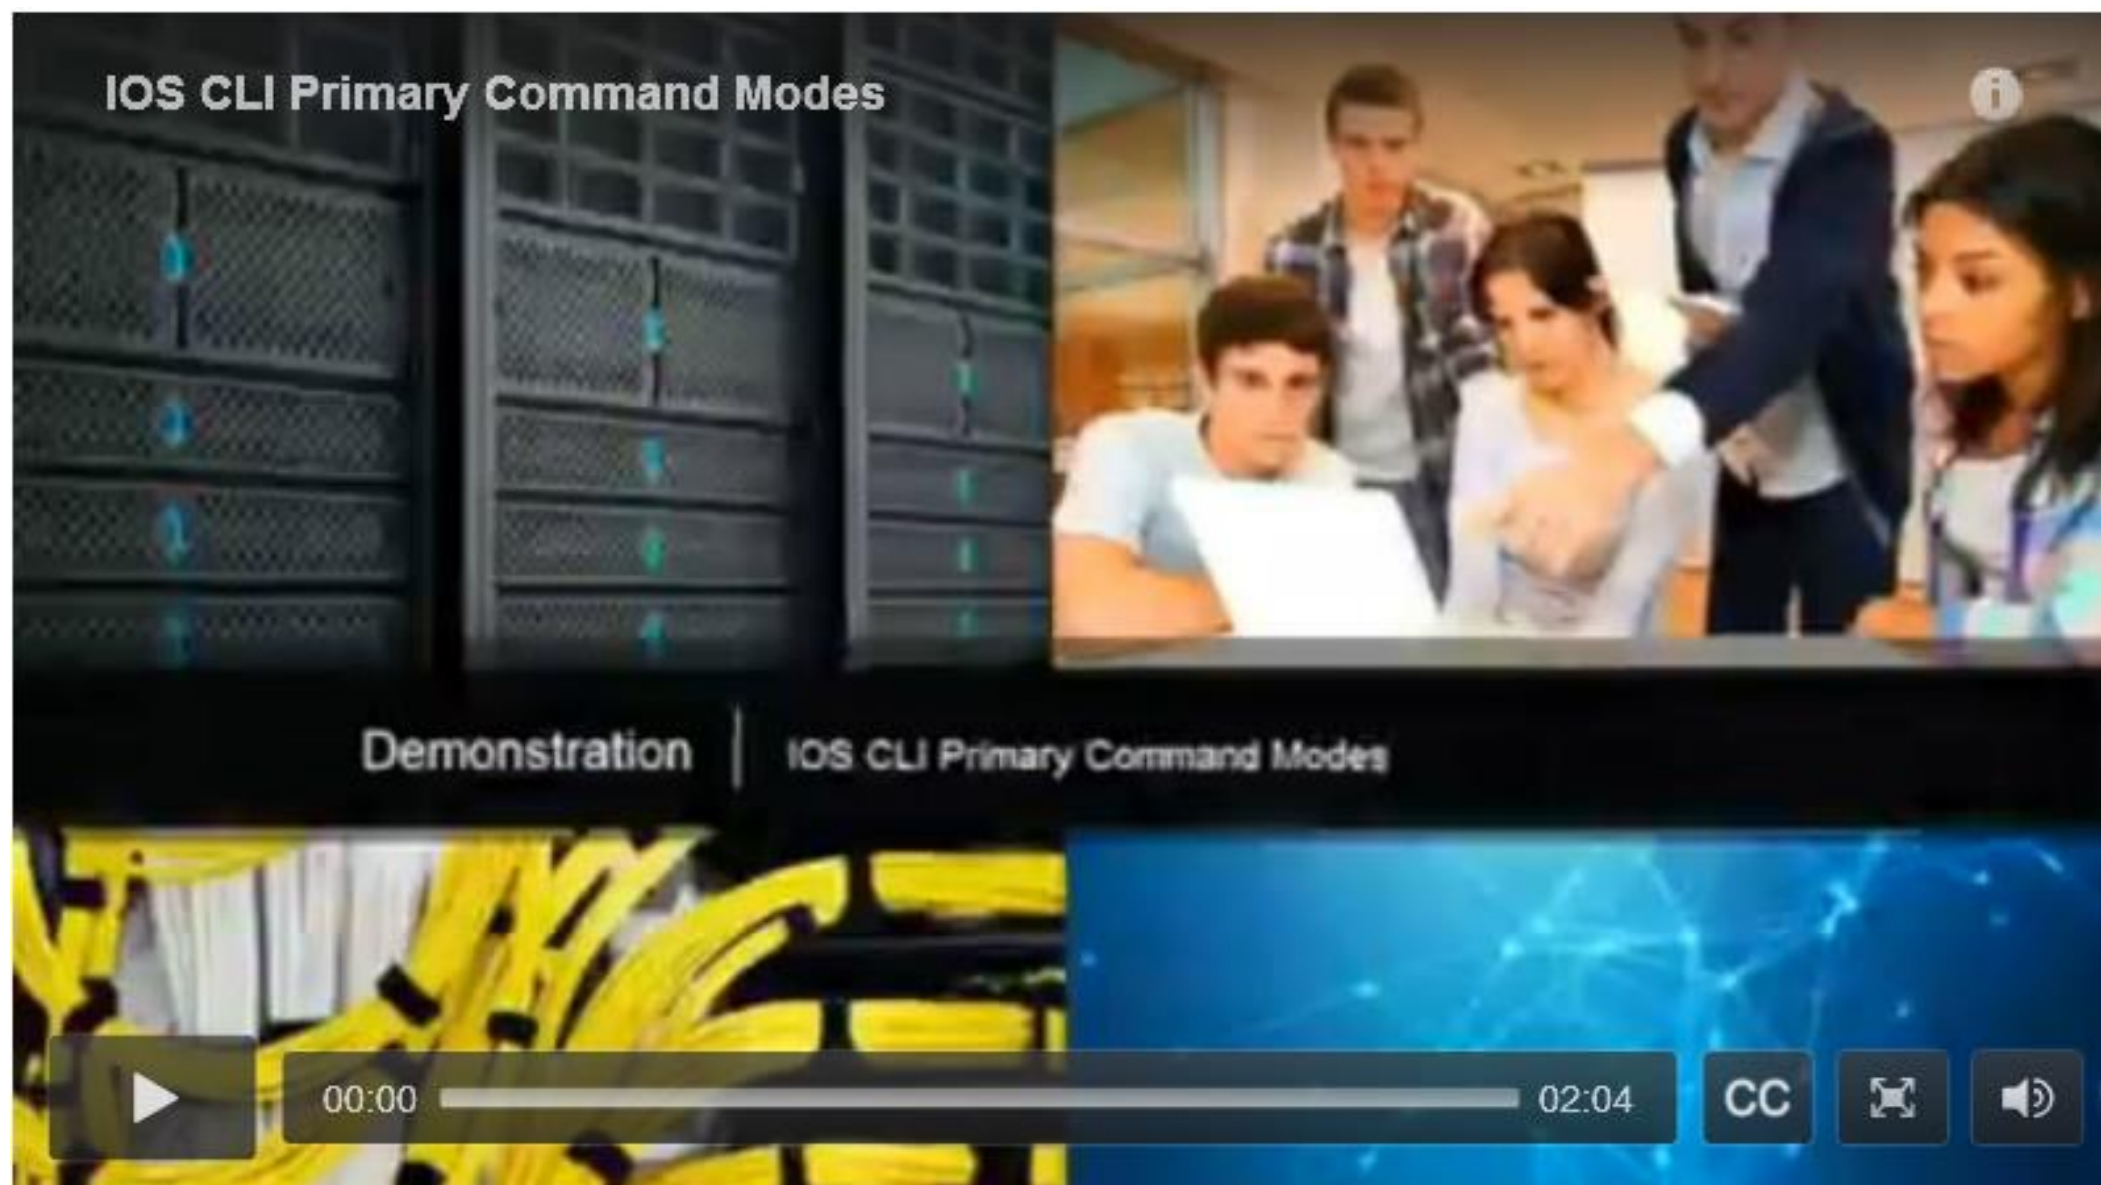 IOS CLI Primary Command Modes
Demonstration | IOS CLI Primary Command Modes
00:00
02:04
CC